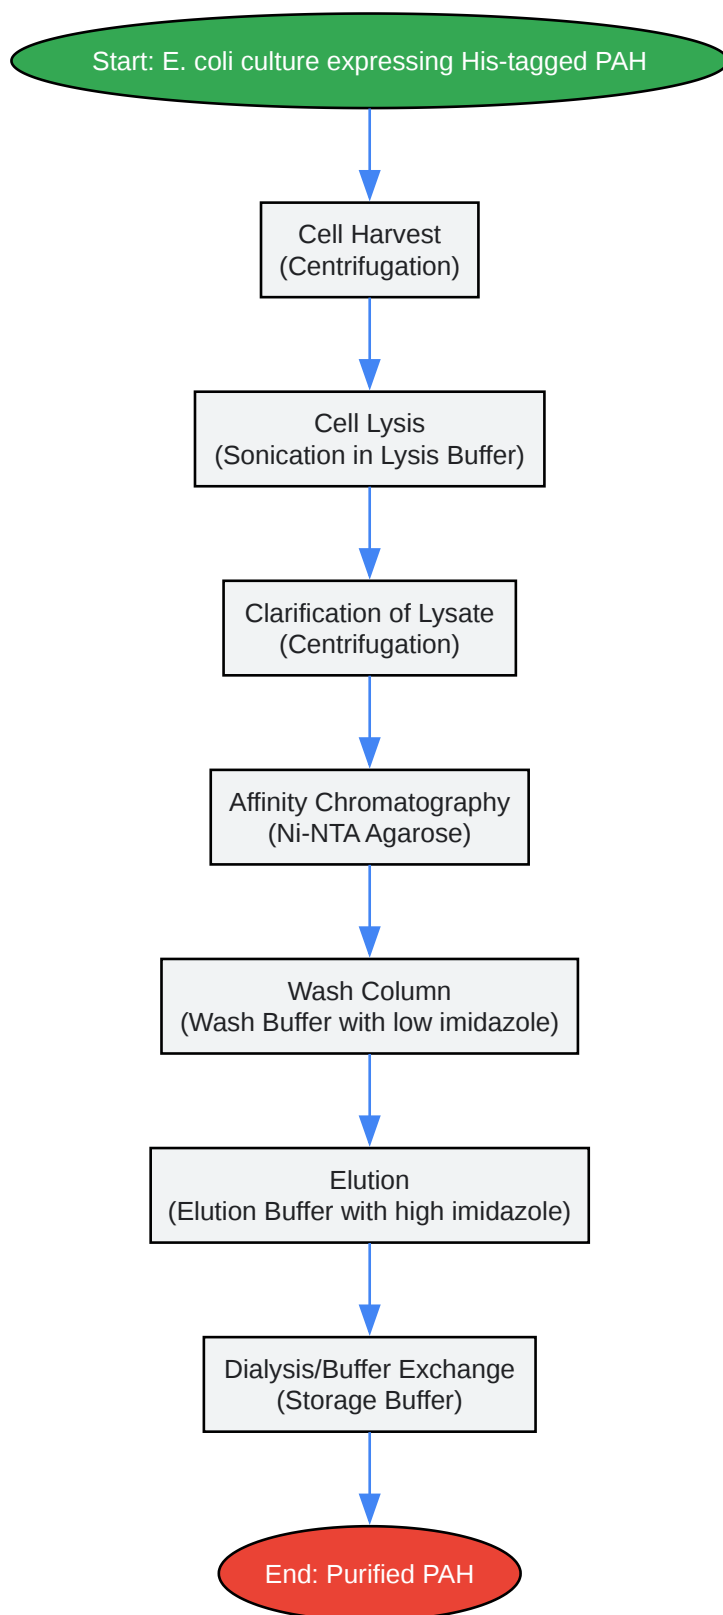 Start: E. coli culture expressing His-tagged PAH
Cell Harvest
(Centrifugation)
Cell Lysis
(Sonication in Lysis Buffer)
Clarification of Lysate
(Centrifugation)
Affinity Chromatography
(Ni-NTA Agarose)
Wash Column
(Wash Buffer with low imidazole)
Elution
(Elution Buffer with high imidazole)
Dialysis/Buffer Exchange
(Storage Buffer)
End: Purified PAH